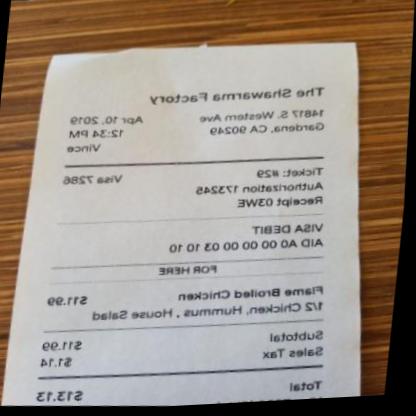 The Shawarma Factory
14817 S. Western Ave
Gardena, CA, 90249
Apr 10, 2019
12:34 PM
Vince
Ticket: #29
Visa 7286
Authorization 173245
Receipt 03WE
VISA DEBIT
AID A0 00 00 00 03 10 10
FOR HERE
Flame Broiled Chicken $11.99
1/2 Chicken, Hummus, House Salad
Subtotal $11.99
Sales Tax $1.14
Total $13.13